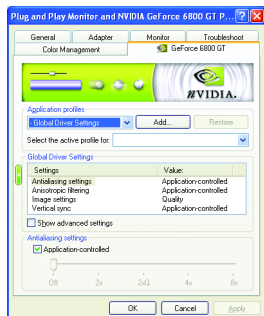 Plug and Play Monitor and NVIDIA GeForce 6800 GT P...
General Adapter Monitor Troubleshoot
Color Management GeForce 6800 GT
NVIDIA.
Application profiles
- Global Driver Settings Add... Restore
Select the active profile for:
Global Driver Settings
Settings Value:
Antialiasing settings Application-controlled
Anisotropic filtering Application-controlled
Image settings Quality
Vertical sync Application-controlled
Show advanced settings
Antialiasing settings
Application-controlled
Off 2x 2xQ 4x 8x
OK Cancel Apply